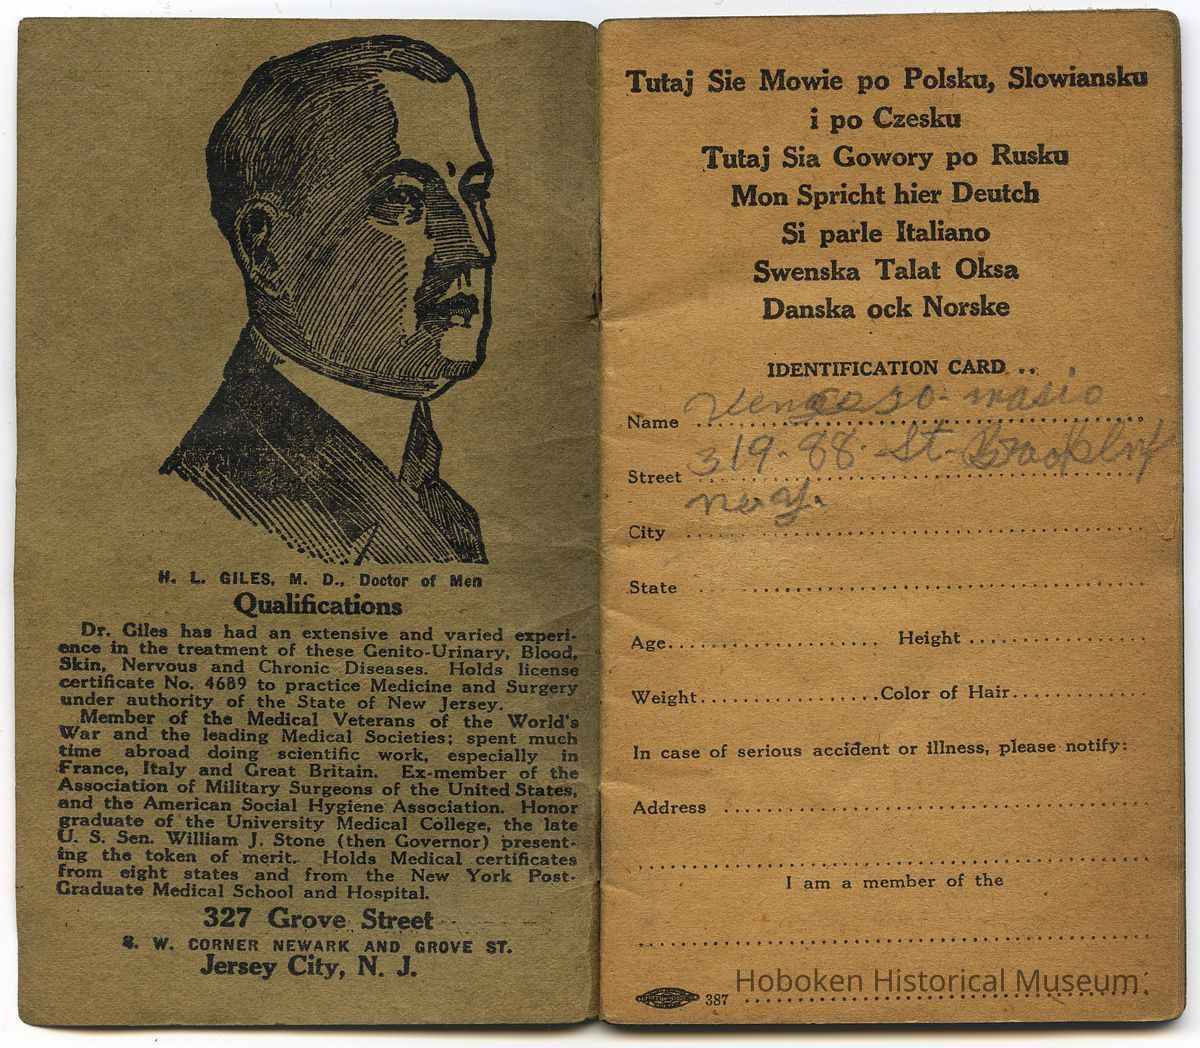 H. L. GILES, M. D., Doctor of Men
Qualifications
Dr. Giles has had an extensive and varied experi-
ence in the treatment of these Genito-Urinary, Blood,
Skin, Nervous and Chronic Diseases. Holds license
certificate No. 4689 to practice Medicine and Surgery
under authority of the State of New Jersey.
Member of the Medical Veterans of the World's
War and the leading Medical Societies; spent much
time abroad doing scientific work, especially in
France, Italy and Great Britain. Ex-member of the
Association of Military Surgeons of the United States,
and the American Social Hygiene Association. Honor
graduate of the University Medical College, the late
U. S. Sen. William J. Stone (then Governor) present-
ing the token of merit. Holds Medical certificates
from eight states and from the New York Post-
Graduate Medical School and Hospital.
327 Grove Street
S. W. CORNER NEWARK AND GROVE ST.
Jersey City, N. J.
Tutaj Sie Mowie po Polsku, Slowiansku
i po Czesku
Tutaj Sia Gowory po Rusku
Mon Spricht hier Deutch
Si parle Italiano
Swenska Talat Oksa
Danska ock Norske
IDENTIFICATION CARD ..
Name masio
Street 319. 88. St. Brooklny
City n.y.
State
Age Height
Weight Color of Hair
In case of serious accident or illness, please notify:
Address
I am a member of the
387
Hoboken Historical Museum